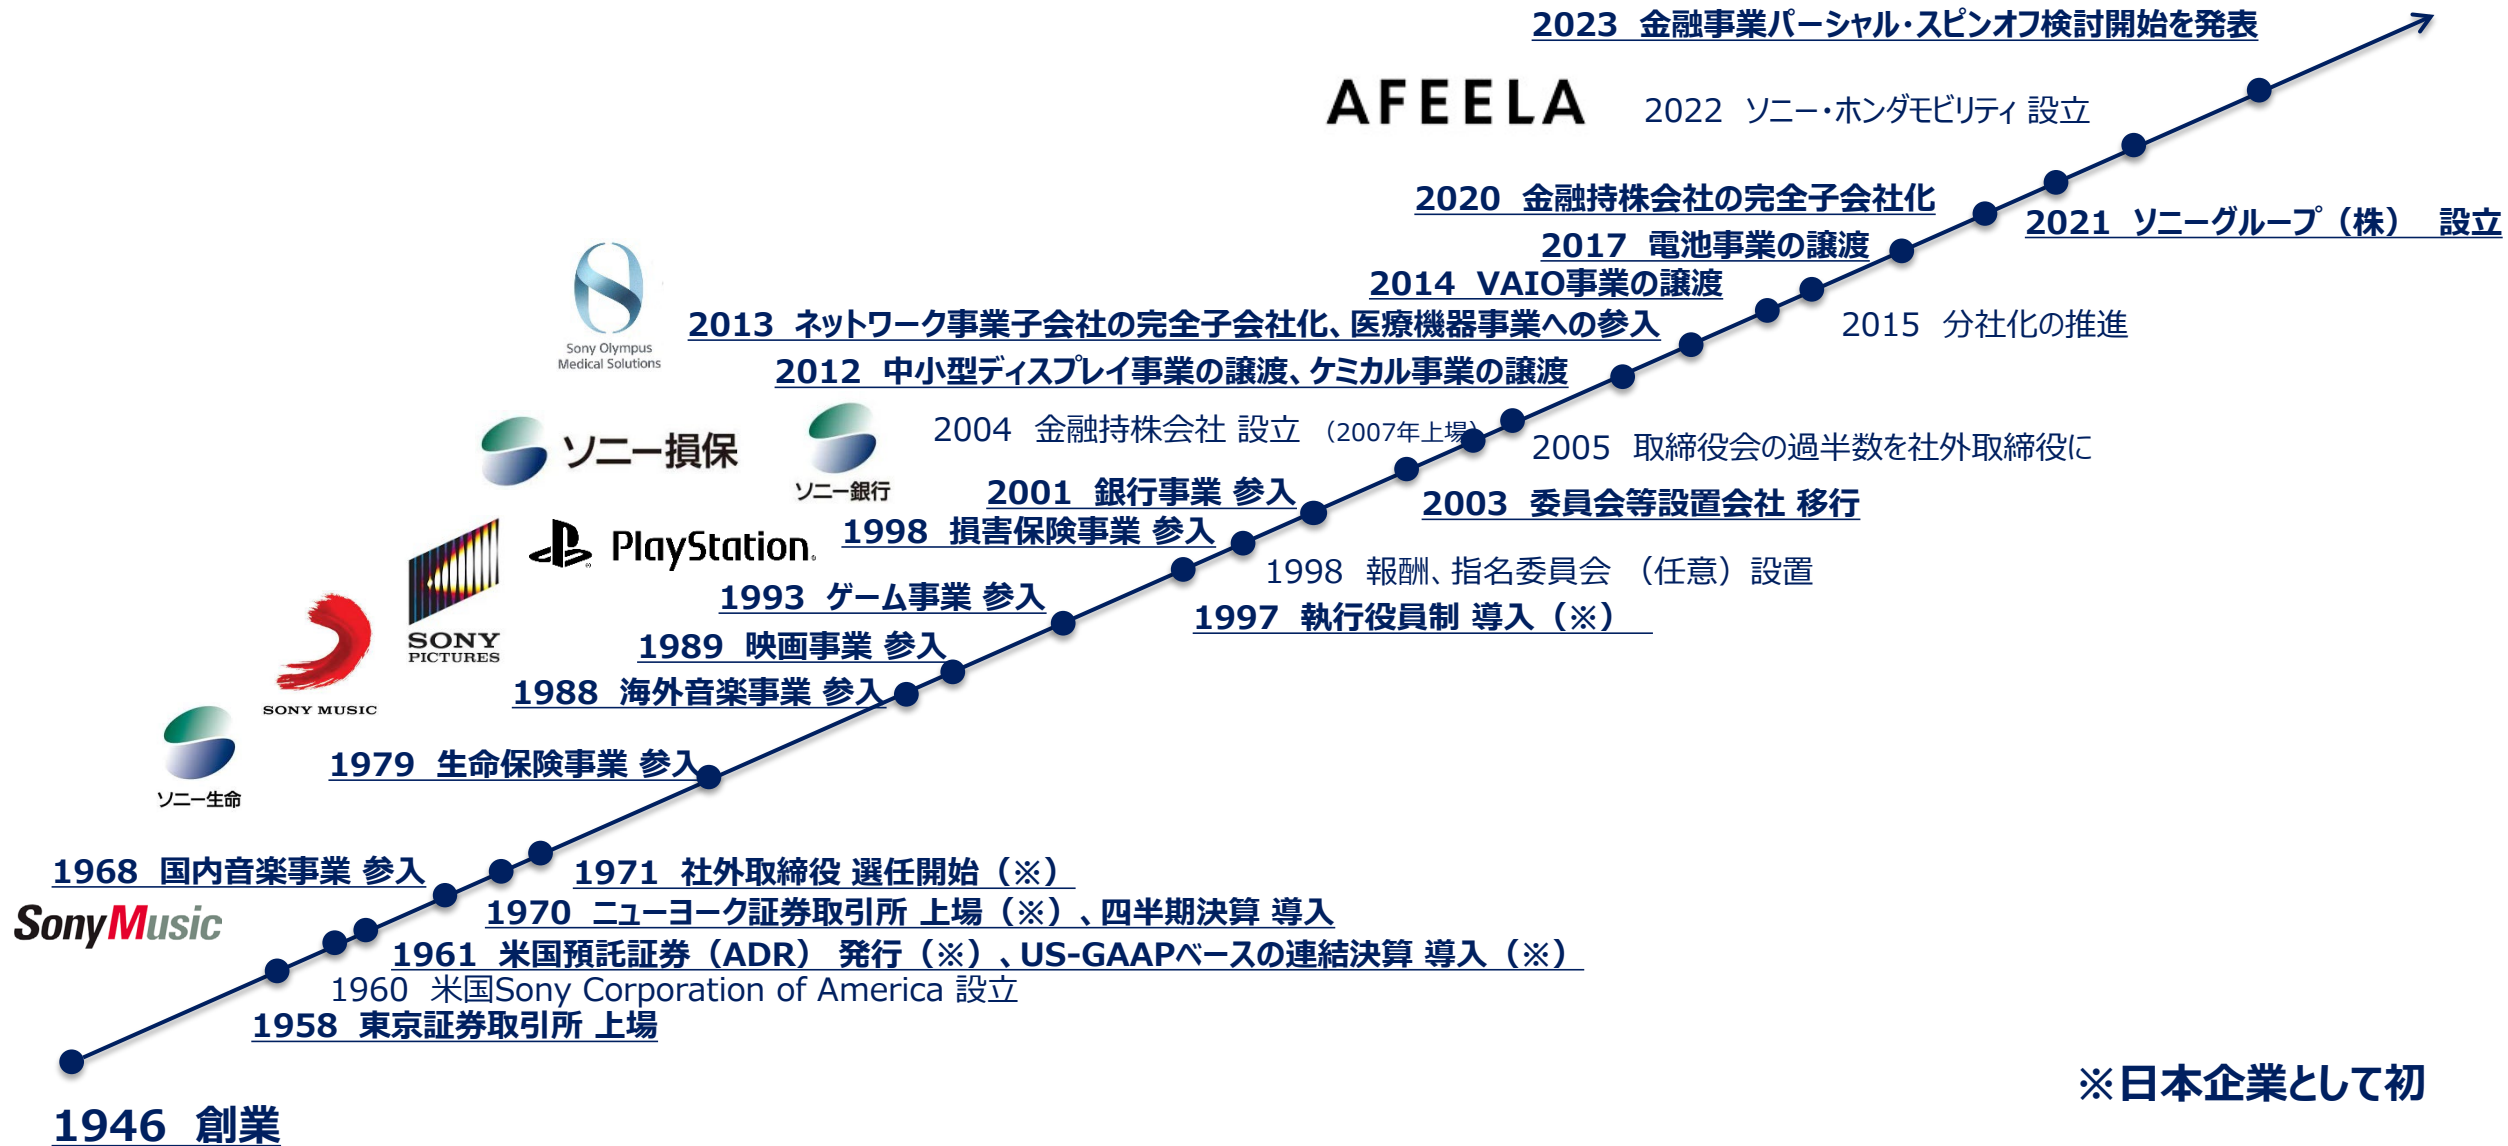 2023 金融事業パーシャル・スピンオフ検討開始を発表
AFEELA
2022 ソニー・ホンダモビリティ 設立
2020 金融持株会社の完全子会社化
2021 ソニーグループ（株） 設立
2017 電池事業の譲渡
2014 VAIO事業の譲渡
2013 ネットワーク事業子会社の完全子会社化、医療機器事業への参入
2015 分社化の推進
Sony Olympus
Medical Solutions
2012 中小型ディスプレイ事業の譲渡、ケミカル事業の譲渡
2004 金融持株会社 設立 （2007年上場）
2005 取締役会の過半数を社外取締役に
ソニー損保
ソニー銀行
2001 銀行事業 参入
2003 委員会等設置会社 移行
1998 損害保険事業 参入
PlayStation
1998 報酬、指名委員会 （任意）設置
1993 ゲーム事業 参入
1997 執行役員制 導入（※）
SONY
PICTURES
1989 映画事業 参入
1988 海外音楽事業 参入
SONY MUSIC
1979 生命保険事業 参入
ソニー生命
1968 国内音楽事業 参入
1971 社外取締役 選任開始（※）
SonyMusic
1970 ニューヨーク証券取引所 上場（※）、四半期決算 導入
1961 米国預託証券（ADR） 発行（※）、US-GAAPベースの連結決算 導入（※）
1960 米国Sony Corporation of America 設立
1958 東京証券取引所 上場
※日本企業として初
1946 創業